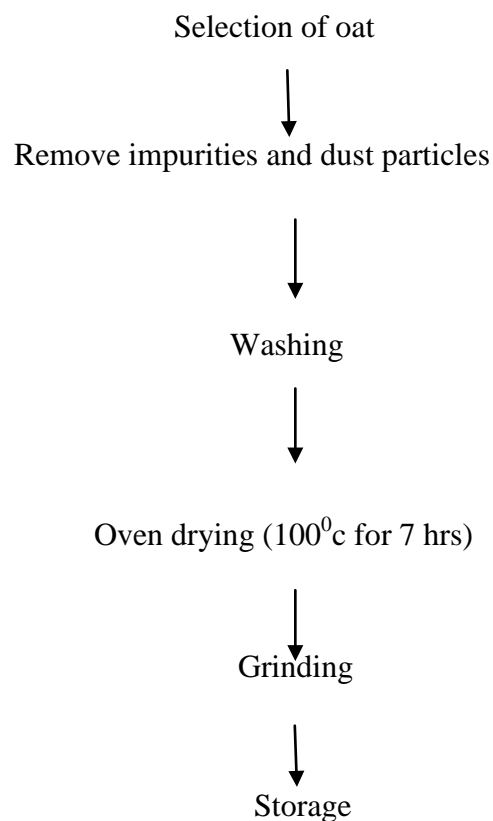 Selection of oat
Remove impurities and dust particles
Washing
Oven drying (100⁰c for 7 hrs)
Grinding
Storage